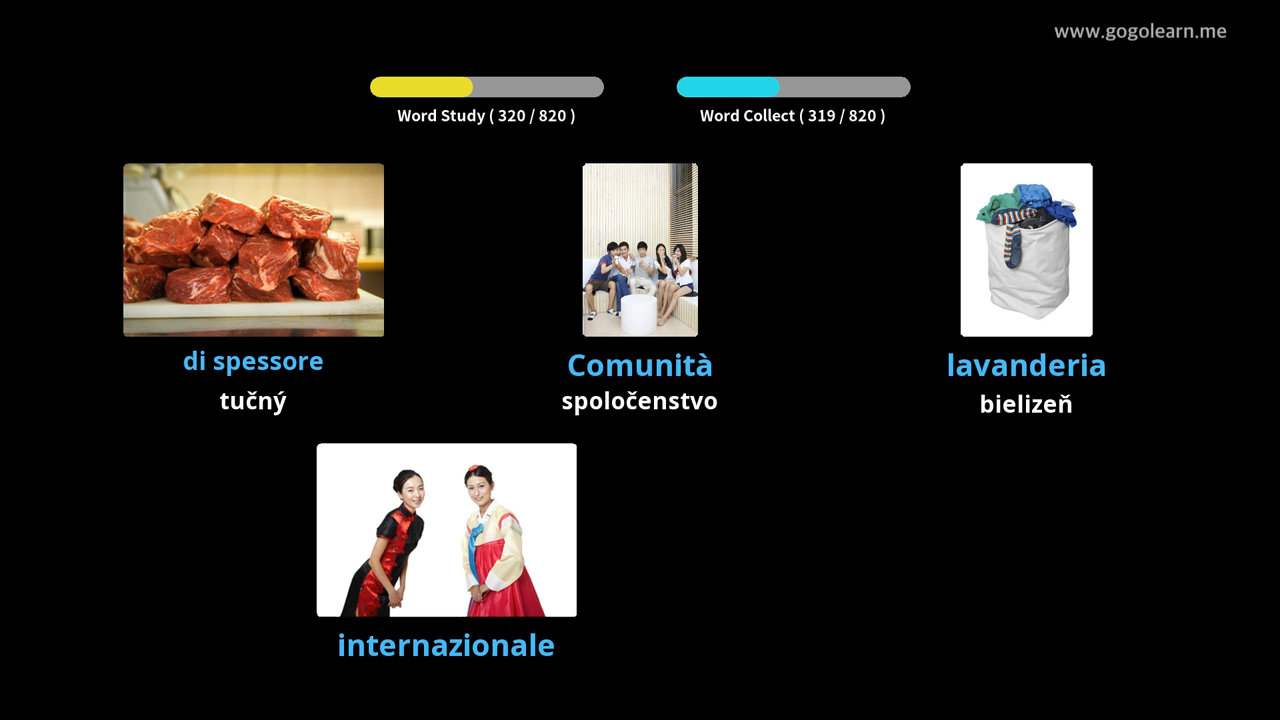 www.gogolearn.me
Word Study ( 320 / 820 )
Word Collect ( 319 / 820 )
di spessore
tučný
Comunità
spoločenstvo
lavanderia
bielizeň
internazionale